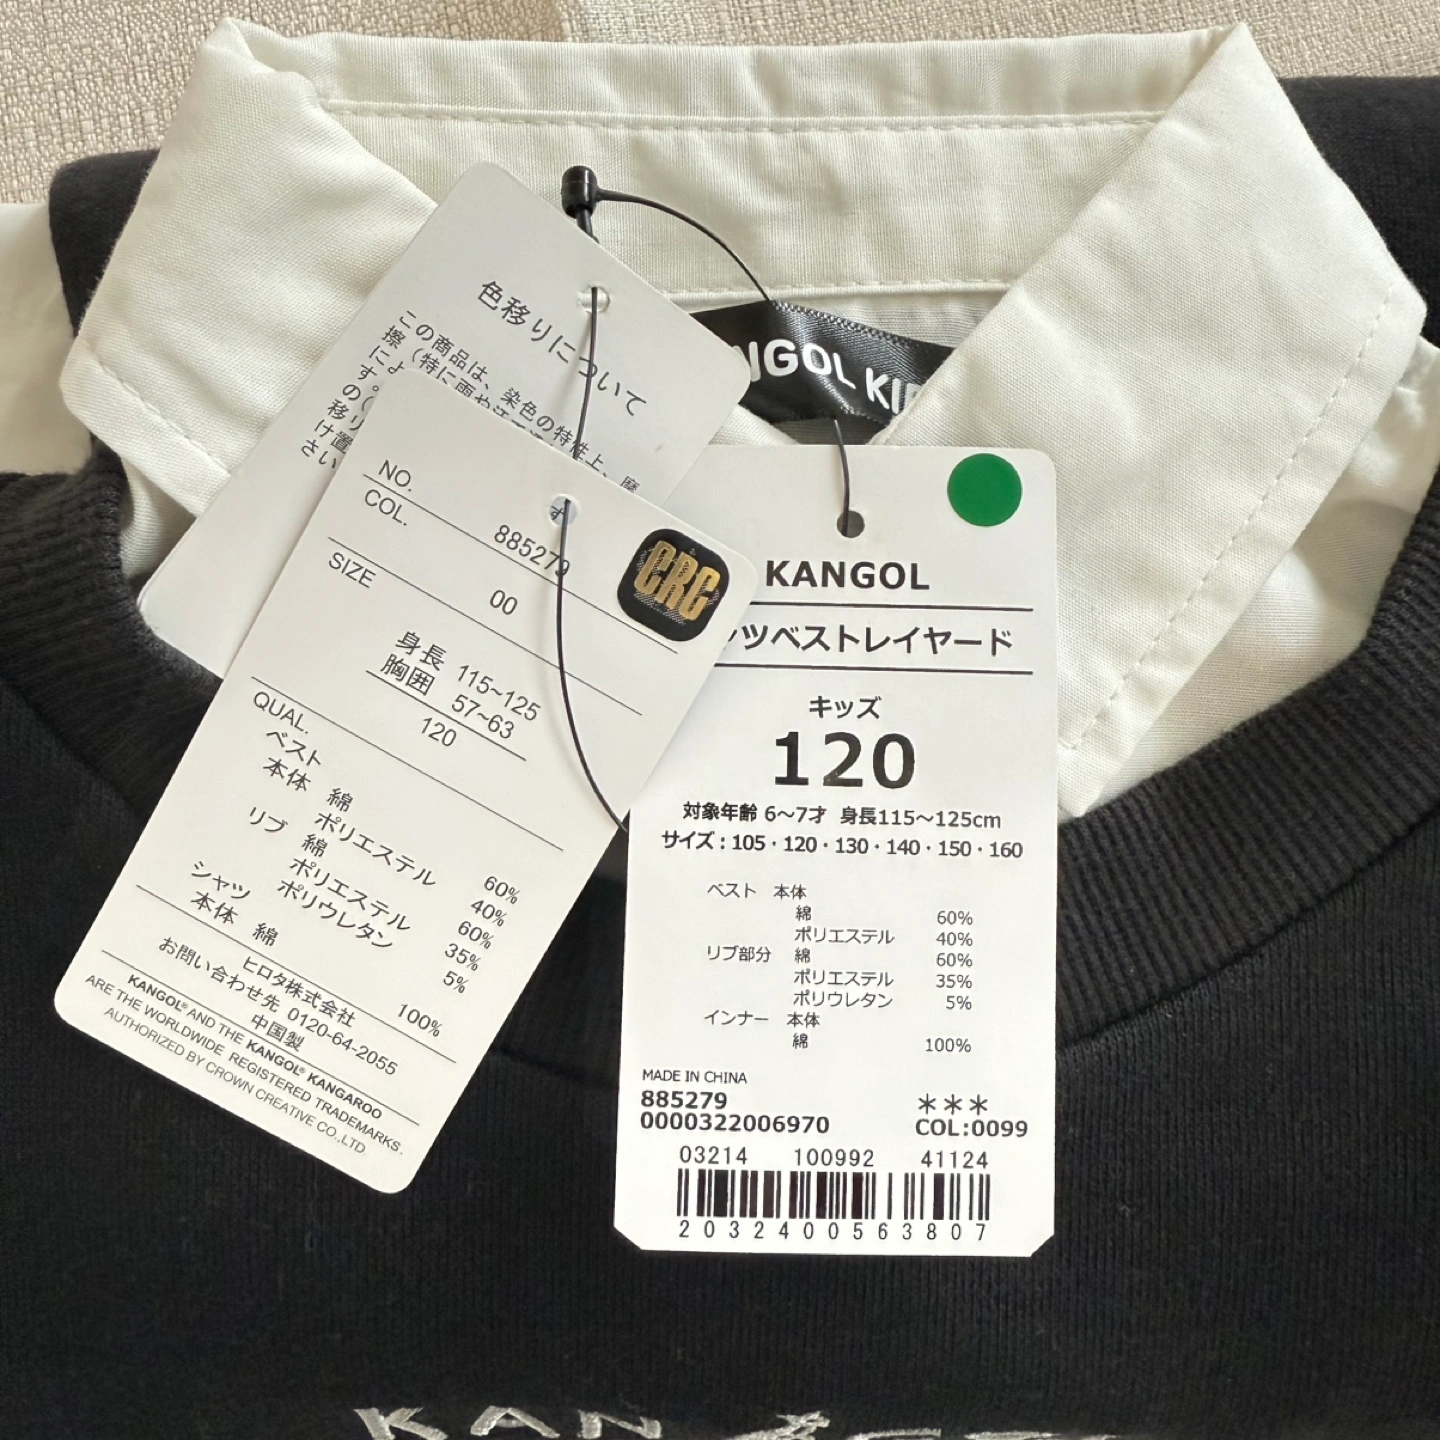 色移りについて
この商品は、染色の特性上、摩
擦(特に雨や
によ
す。
の
移り
け置
さい
NGOL KI
NO. 885279
COL. 00
SIZE
身長 115~125
胸囲 57~63
120
QUAL.
ベスト
本体 綿 60%
ポリエステル 40%
リブ 綿 60%
ポリエステル 35%
ポリウレタン 5%
シャツ
本体 綿 100%
ヒロタ株式会社
お問い合わせ先 0120-64-2055
中国製
KANGOL® AND THE KANGOL® KANGAROO
ARE THE WORLDWIDE REGISTERED TRADEMARKS.
AUTHORIZED BY CROWN CREATIVE CO.,LTD.
CRC
KANGOL
ツベストレイヤード
キッズ
120
対象年齢 6〜7才 身長115〜125cm
サイズ:105・120・130・140・150・160
ベスト 本体
綿 60%
ポリエステル 40%
リブ部分 綿 60%
ポリエステル 35%
ポリウレタン 5%
インナー 本体
綿 100%
MADE IN CHINA
885279 ***
0000322006970 COL:0099
03214 100992 41124
2032400563807
KAN